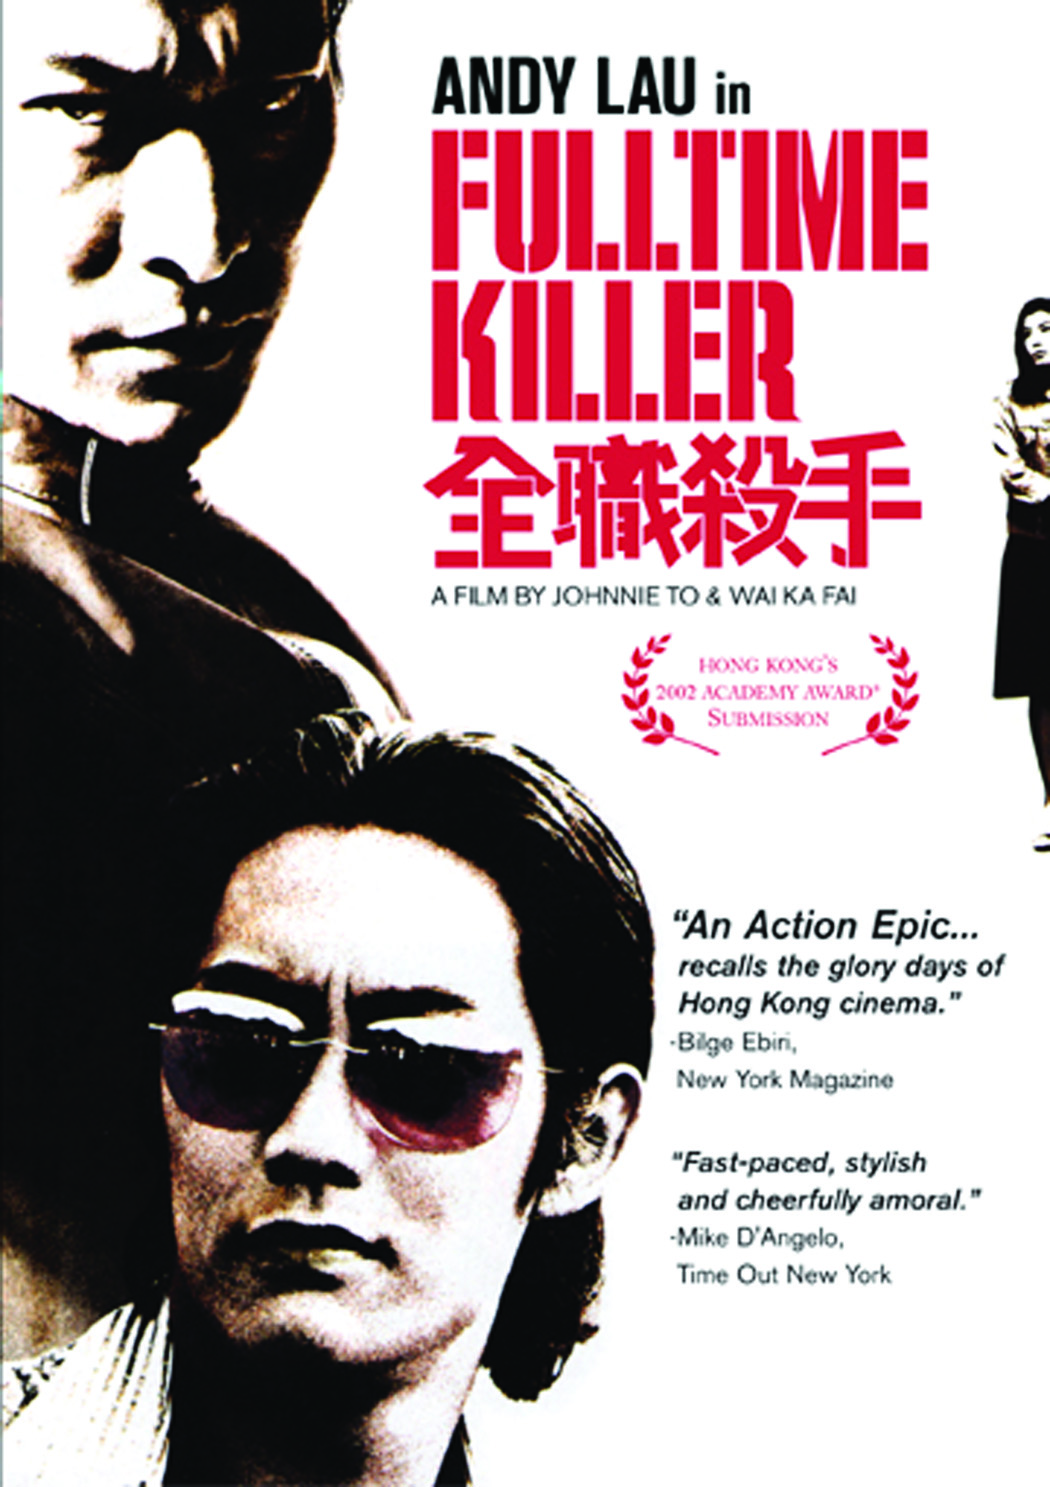 ANDY LAU in
FULLTIME
KILLER
全職殺手
A FILM BY JOHNNIE TO & WAI KA FAI
HONG KONG'S
2002 ACADEMY AWARD®
SUBMISSION
“An Action Epic...
recalls the glory days of
Hong Kong cinema."
-Bilge Ebiri,
New York Magazine
"Fast-paced, stylish
and cheerfully amoral."
-Mike D'Angelo,
Time Out New York